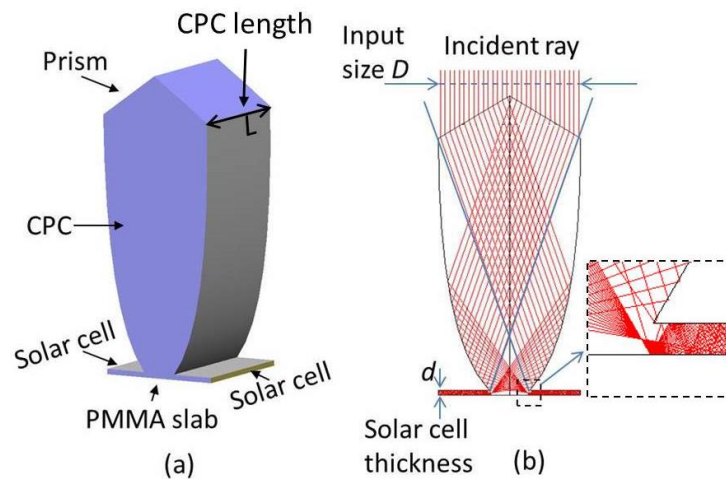 CPC length
Prism
L
CPC
Solar cell
Solar cell
PMMA slab
(a)
Input
size D
Incident ray
d
Solar cell
thickness
(b)